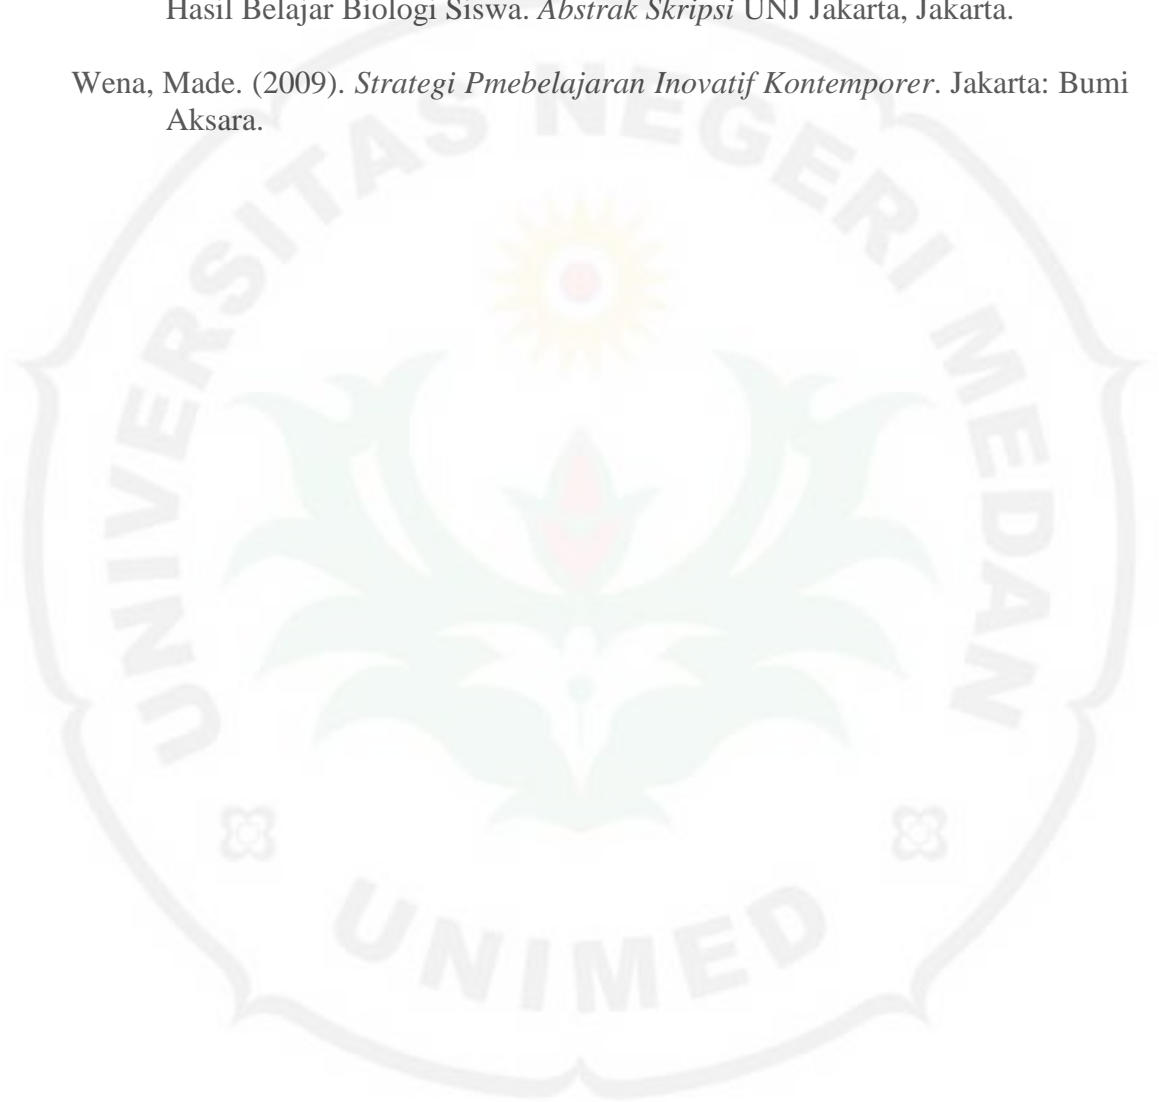 Hasil Belajar Biologi Siswa. Abstrak Skripsi UNJ Jakarta, Jakarta.
Wena, Made. (2009). Strategi Pmebelajaran Inovatif Kontemporer. Jakarta: Bumi
Aksara.
UNIVERSITAS NEGERI MEDAN
UNIMED